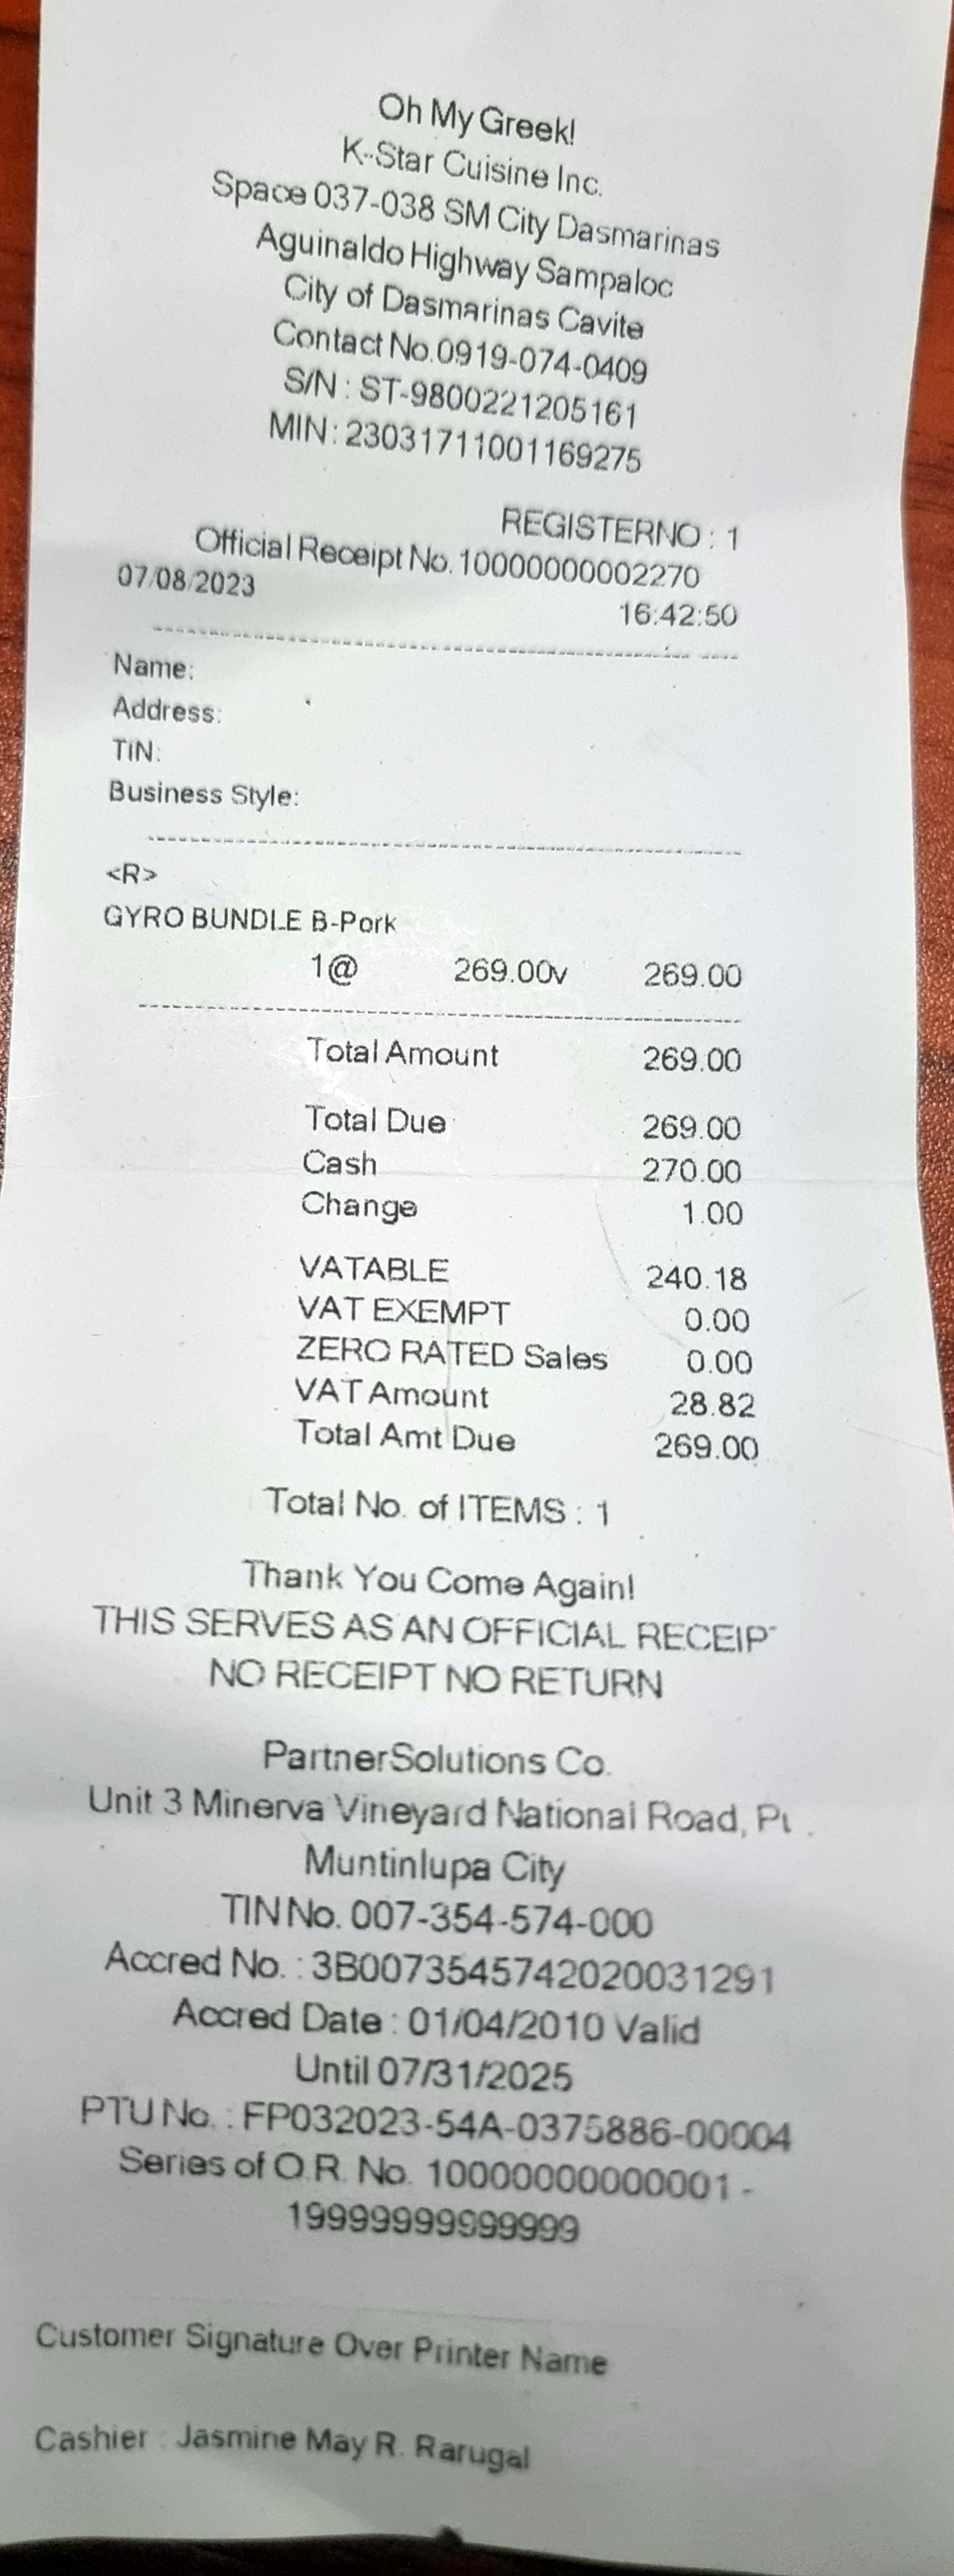 Oh My Greek!
K-Star Cuisine Inc.
Space 037-038 SM City Dasmarinas
Aguinaldo Highway Sampaloc
City of Dasmarinas Cavite
Contact No.0919-074-0409
S/N : ST-9800221205161
MIN : 23031711001169275
REGISTERNO : 1
Official Receipt No. 10000000002270
07/08/2023 16:42:50
Name:
Address:
TIN:
Business Style:
<R>
GYRO BUNDLE B-Pork
1@ 269.00v 269.00
Total Amount 269.00
Total Due 269.00
Cash 270.00
Change 1.00
VATABLE 240.18
VAT EXEMPT 0.00
ZERO RATED Sales 0.00
VAT Amount 28.82
Total Amt Due 269.00
Total No. of ITEMS : 1
Thank You Come Again!
THIS SERVES AS AN OFFICIAL RECEIP
NO RECEIPT NO RETURN
PartnerSolutions Co.
Unit 3 Minerva Vineyard National Road,
Muntinlupa City
TIN No. 007-354-574-000
Accred No. : 3B0073545742020031291
Accred Date : 01/04/2010 Valid
Until 07/31/2025
PTU No. : FP032023-54A-0375886-00004
Series of O.R. No. 10000000000001 -
19999999999999
Customer Signature Over Printer Name
Cashier : Jasmine May R. Rarugal